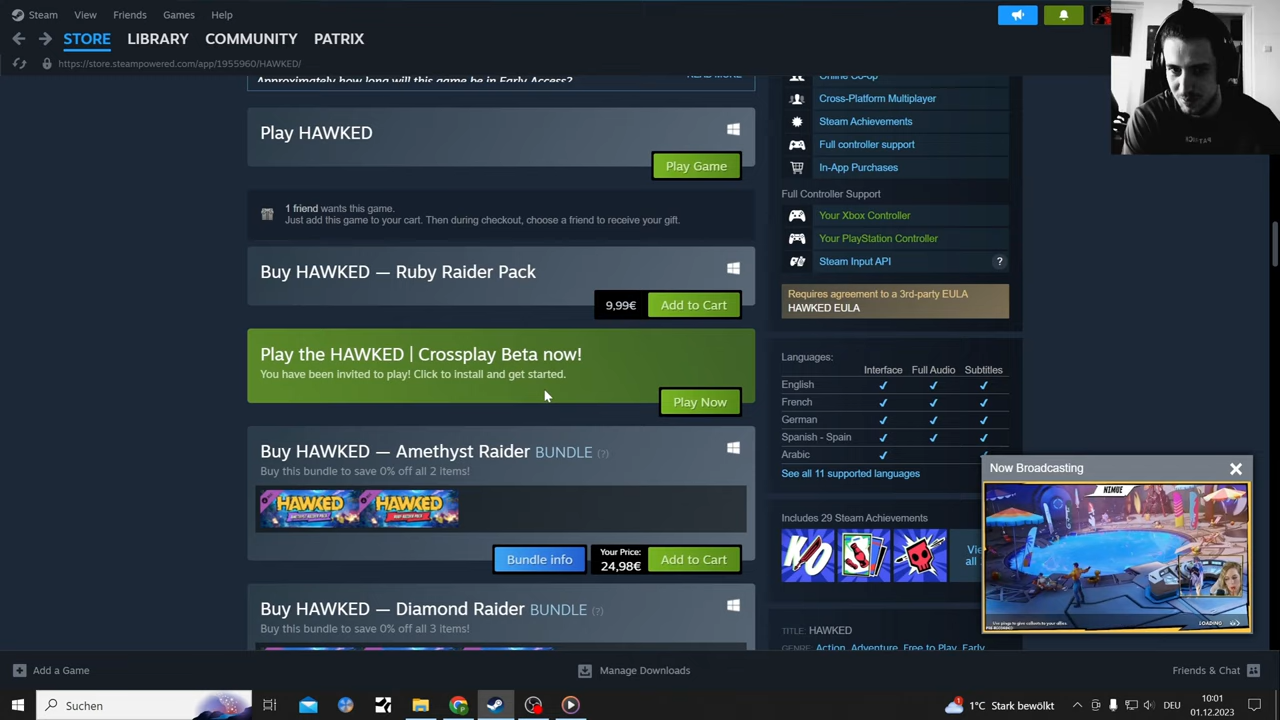 Steam View Friends Games Help
STORE LIBRARY COMMUNITY PATRIX
https://store.steampowered.com/app/1955960/HAWKED/
Approximately how long will this game be in Early Access?
READ MORE
Play HAWKED
Play Game
1 friend wants this game.
Just add this game to your cart. Then during checkout, choose a friend to receive your gift.
Buy HAWKED — Ruby Raider Pack
9,99€ Add to Cart
Play the HAWKED | Crossplay Beta now!
You have been invited to play! Click to install and get started.
Play Now
Buy HAWKED — Amethyst Raider BUNDLE (?)
Buy this bundle to save 0% off all 2 items!
HAWKED HAWKED
Bundle info
Your Price:
24,98€
Add to Cart
Buy HAWKED — Diamond Raider BUNDLE (?)
Buy this bundle to save 0% off all 3 items!
Online Co-op
Cross-Platform Multiplayer
Steam Achievements
Full controller support
In-App Purchases
Full Controller Support
Your Xbox Controller
Your PlayStation Controller
Steam Input API ?
Requires agreement to a 3rd-party EULA
HAWKED EULA
Languages:
Interface Full Audio Subtitles
English ✔ ✔ ✔
French ✔ ✔ ✔
German ✔ ✔ ✔
Spanish - Spain ✔ ✔ ✔
Arabic ✔ ✔
See all 11 supported languages
Includes 29 Steam Achievements
KO
Vie
all
TITLE: HAWKED
GENRE: Action, Adventure, Free to Play, Early
Now Broadcasting
NIMUE
LOADING
Add a Game
Manage Downloads
Friends & Chat
Suchen
1°C Stark bewölkt
DEU
10:01
01.12.2023